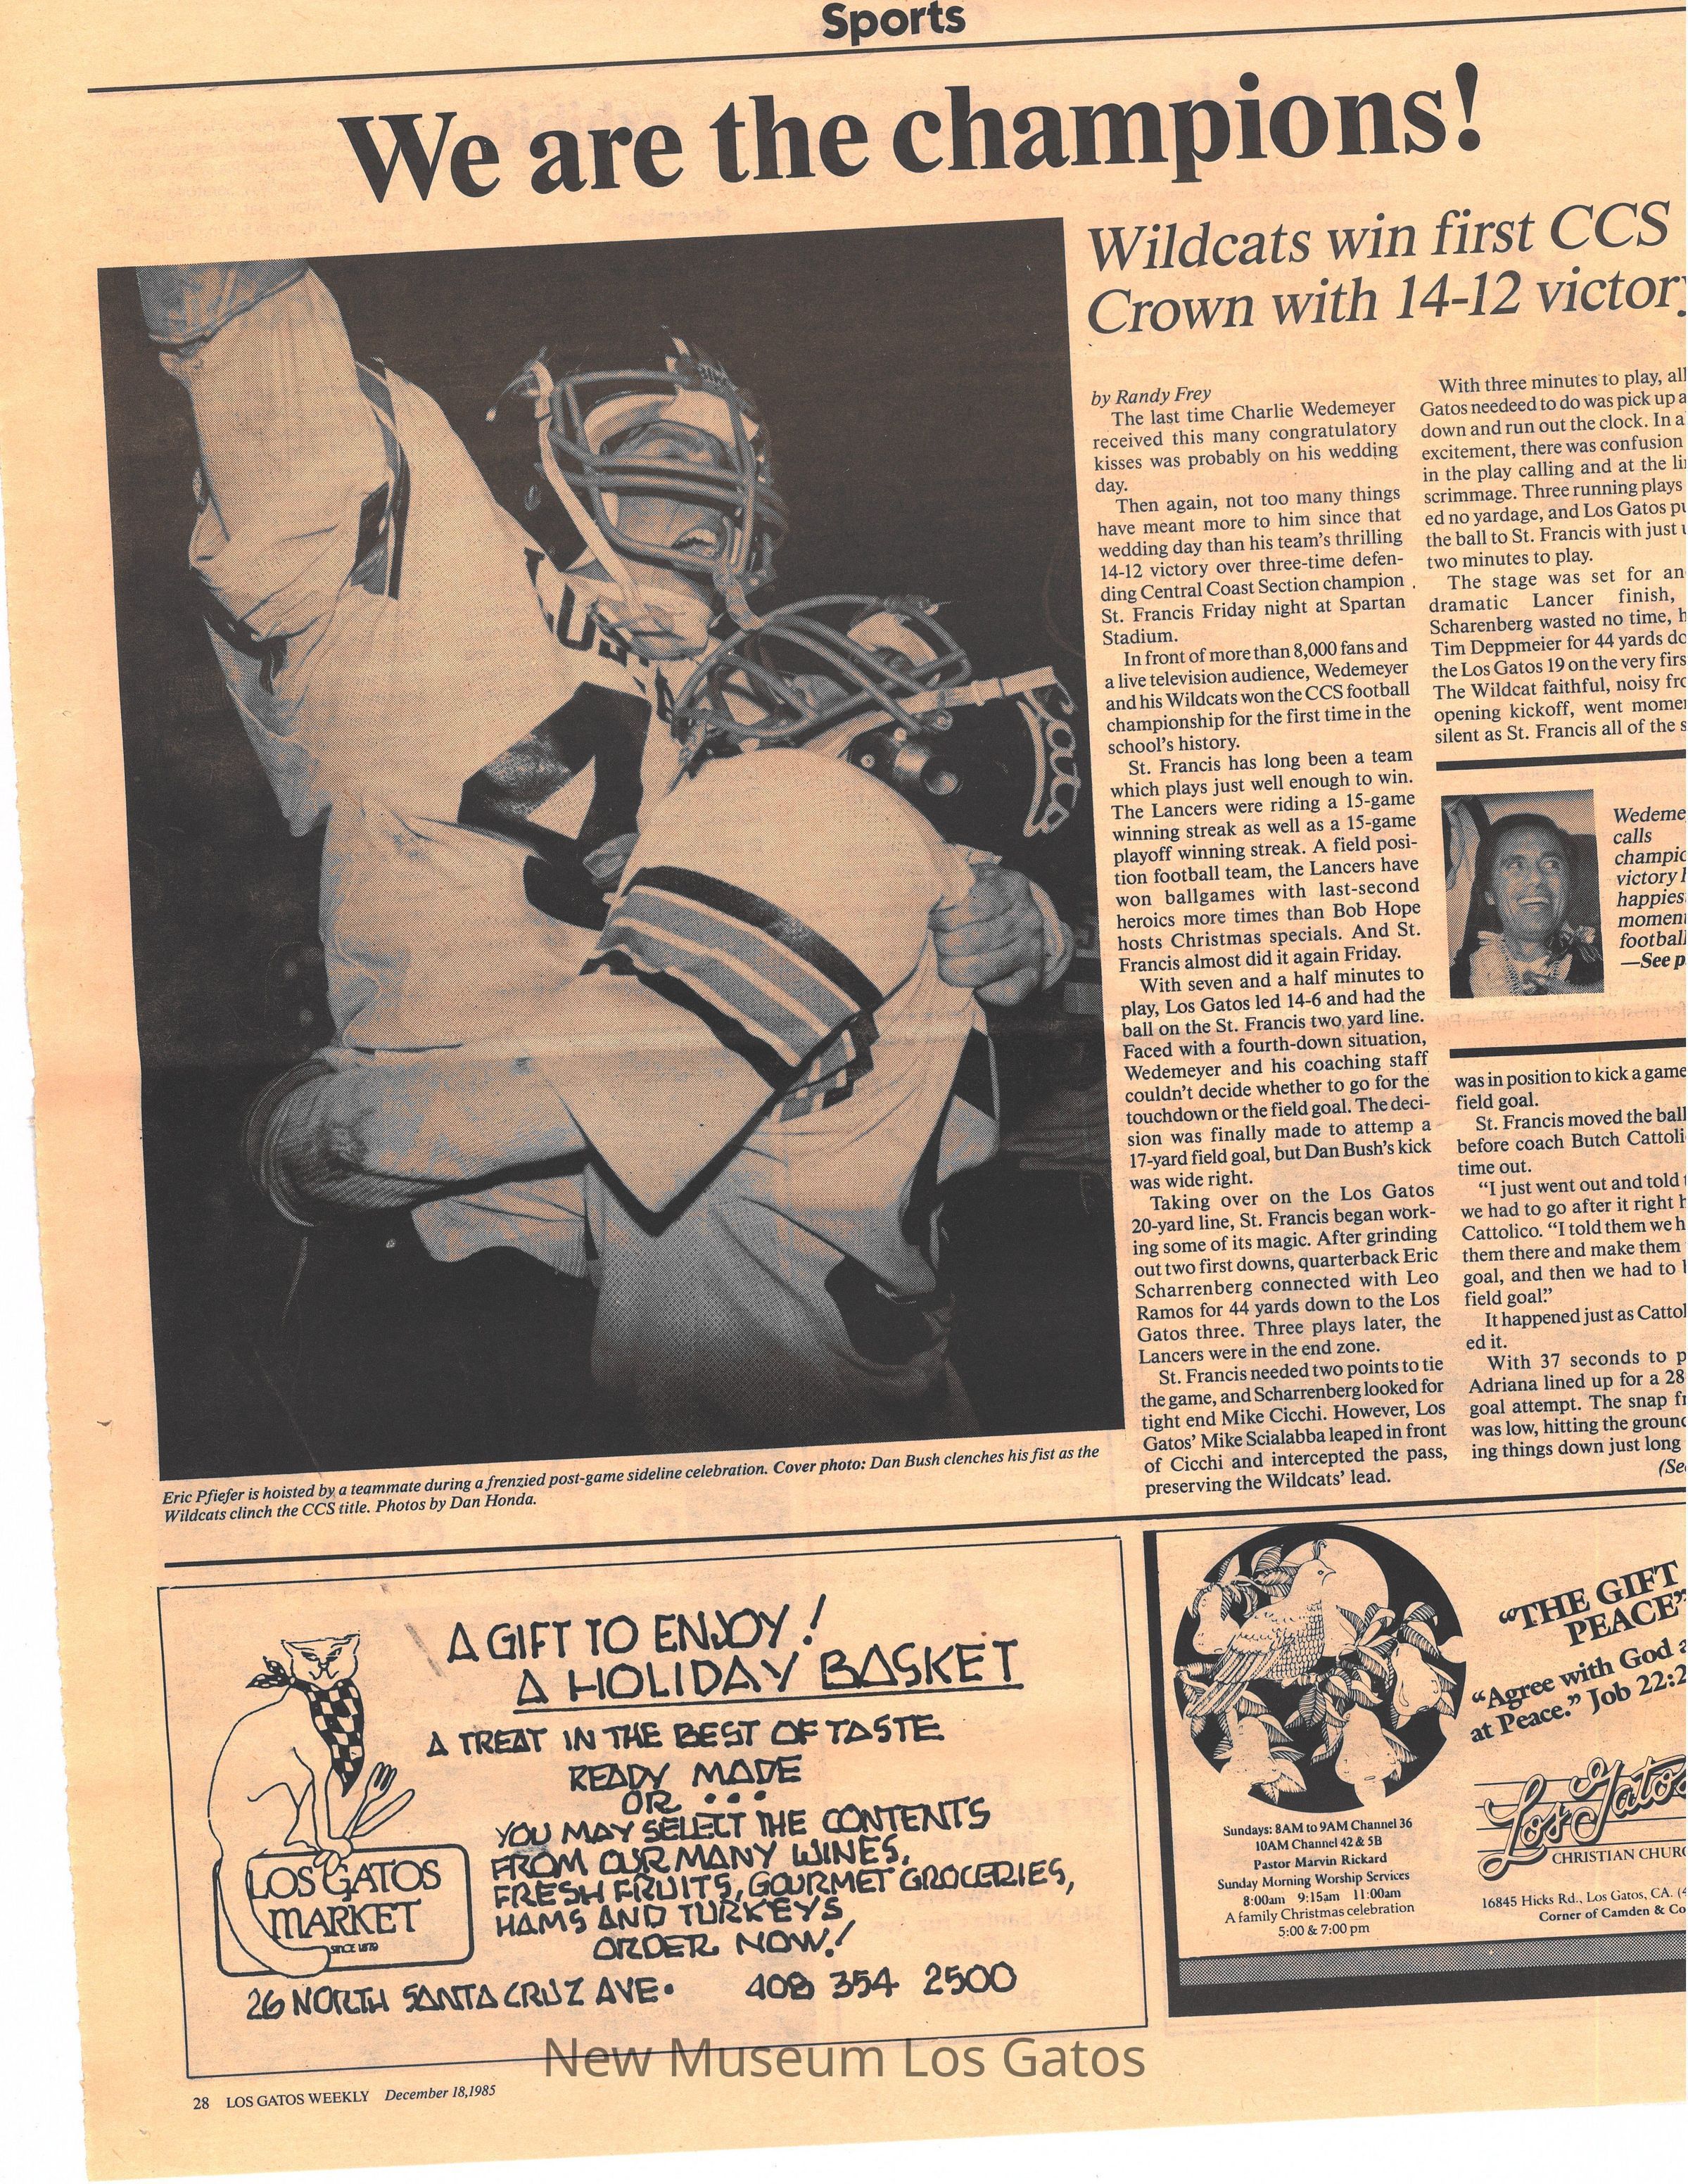 Sports
We are the champions!
Wildcats win first CCS
Crown with 14-12 victory
by Randy Frey
The last time Charlie Wedemeyer
received this many congratulatory
kisses was probably on his wedding
day.
Then again, not too many things
have meant more to him since that
wedding day than his team's thrilling
14-12 victory over three-time defen-
ding Central Coast Section champion
St. Francis Friday night at Spartan
Stadium.
In front of more than 8,000 fans and
a live television audience, Wedemeyer
and his Wildcats won the CCS football
championship for the first time in the
school's history.
St. Francis has long been a team
which plays just well enough to win.
The Lancers were riding a 15-game
winning streak as well as a 15-game
playoff winning streak. A field posi-
tion football team, the Lancers have
won ballgames with last-second
heroics more times than Bob Hope
hosts Christmas specials. And St.
Francis almost did it again Friday.
With seven and a half minutes to
play, Los Gatos led 14-6 and had the
ball on the St. Francis two yard line.
Faced with a fourth-down situation,
Wedemeyer and his coaching staff
couldn't decide whether to go for the
touchdown or the field goal. The deci-
sion was finally made to attemp a
17-yard field goal, but Dan Bush's kick
was wide right.
Taking over on the Los Gatos
20-yard line, St. Francis began work-
ing some of its magic. After grinding
out two first downs, quarterback Eric
Scharrenberg connected with Leo
Ramos for 44 yards down to the Los
Gatos three. Three plays later, the
Lancers were in the end zone.
St. Francis needed two points to tie
the game, and Scharrenberg looked for
tight end Mike Cicchi. However, Los
Gatos' Mike Scialabba leaped in front
of Cicchi and intercepted the pass,
preserving the Wildcats' lead.
With three minutes to play, all
Gatos needeed to do was pick up a
down and run out the clock. In a
excitement, there was confusion
in the play calling and at the
scrimmage. Three running plays
ed no yardage, and Los Gatos
the ball to St. Francis with just
two minutes to play.
The stage was set for
dramatic Lancer finish,
Scharenberg wasted no time,
Tim Deppmeier for 44 yards
the Los Gatos 19 on the very
The Wildcat faithful, noisy
opening kickoff, went
silent as St. Francis all of the
calls
victory
football
—See
was in position to kick a game
field goal.
St. Francis moved the ball
before coach Butch
time out.
"I just went out and told
we had to go after it right
Cattolico. "I told them we
them there and make them
goal, and then we had to
field goal."
It happened just as
ed it.
With 37 seconds to
Adriana lined up for a 28
goal attempt. The snap
was low, hitting the ground
ing things down just long
Cats
Eric Pfiefer is hoisted by a teammate during a frenzied post-game sideline celebration. Cover photo: Dan Bush clenches his fist as the
Wildcats clinch the CCS title. Photos by Dan Honda.
A GIFT TO ENJOY!
A HOLIDAY BASKET
A TREAT IN THE BEST OF TASTE
READY MADE
OR ...
YOU MAY SELECT THE CONTENTS
FROM OUR MANY WINES,
FRESH FRUITS, GOURMET GROCERIES,
HAMS AND TURKEYS
ORDER NOW!
LOS GATOS
MARKET
26 NORTH SANTA CRUZ AVE. 408 354 2500
"THE GIFT
PEACE"
"Agree with God
at Peace." Job 22:2
Los Gatos
CHRISTIAN
16845 Hicks Rd., Los Gatos, CA.
Corner of Camden &
Sundays: 8AM to 9AM Channel 36
10AM Channel 42 & 5B
Pastor Marvin Rickard
Sunday Morning Worship Services
8:00am 9:15am 11:00am
A family Christmas celebration
5:00 & 7:00 pm
New Museum Los Gatos
28 LOS GATOS WEEKLY December 18, 1985